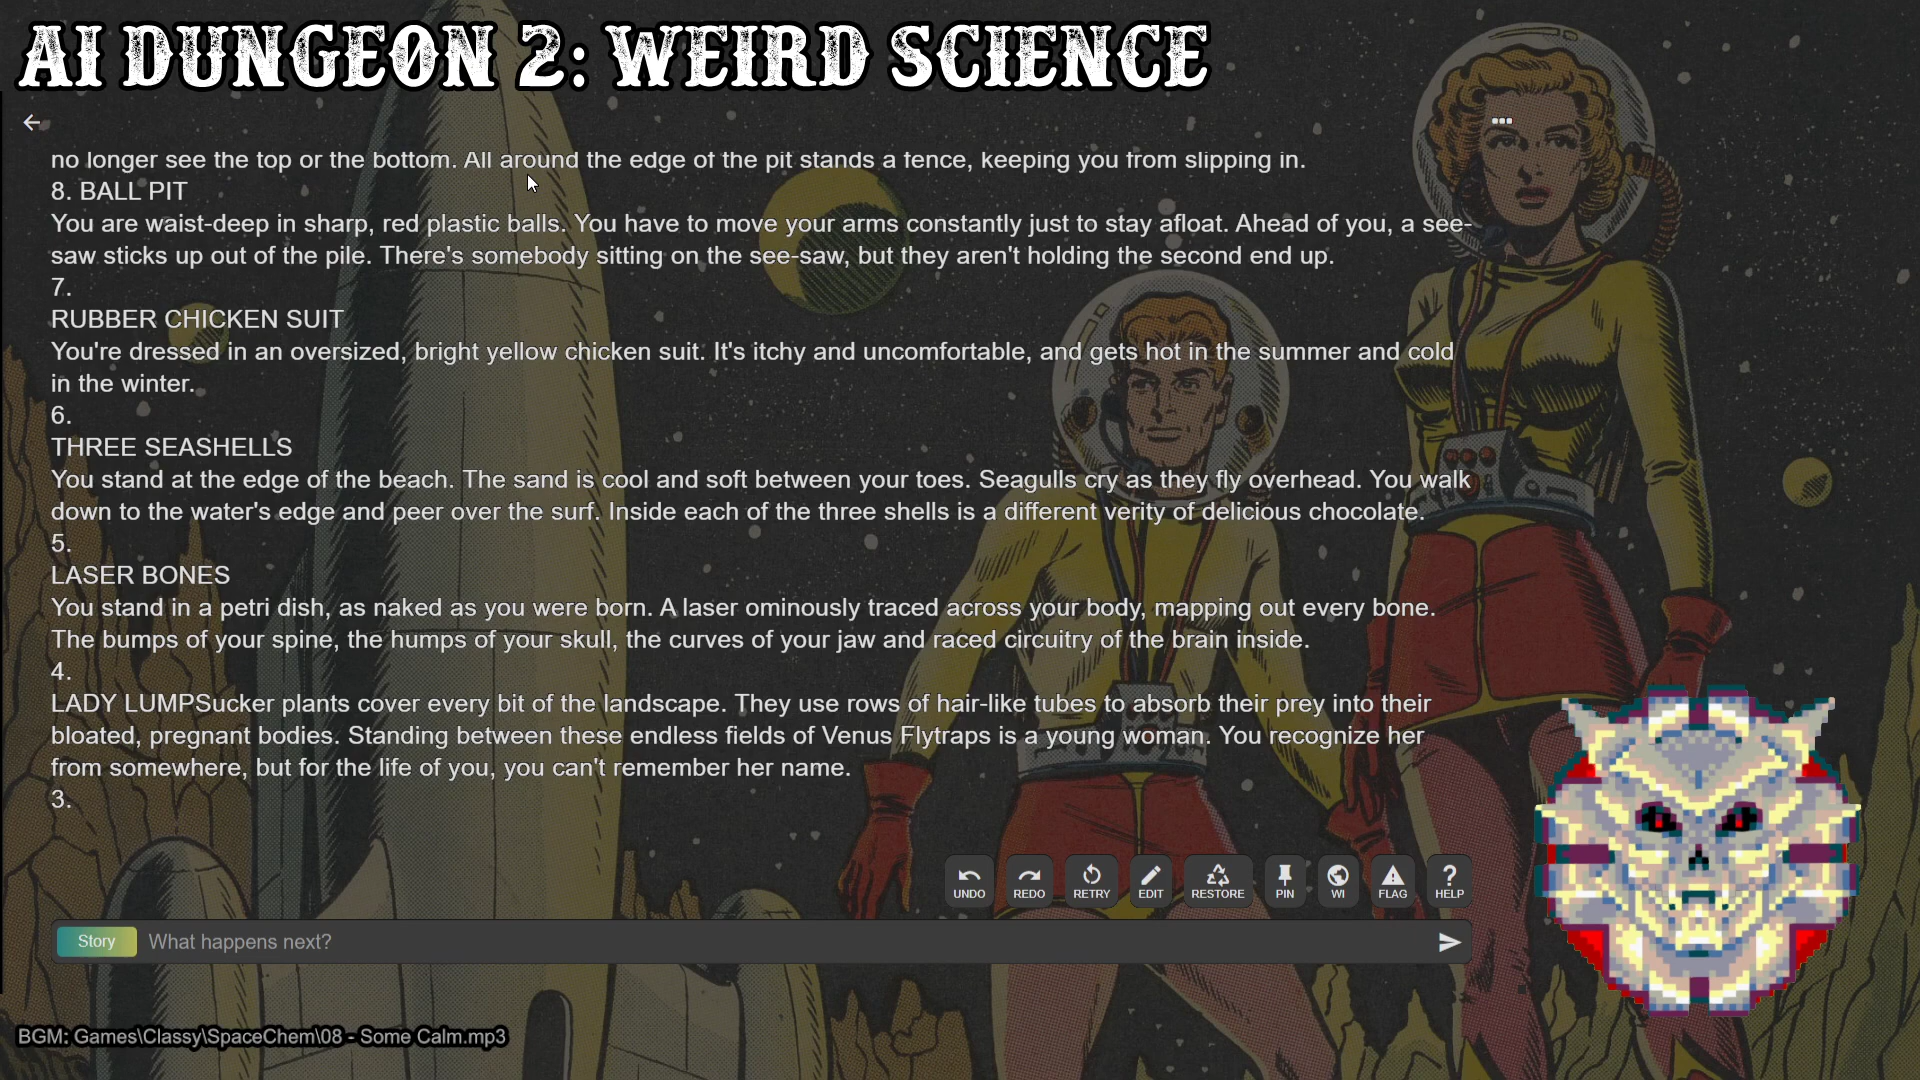 AI DUNGEON 2: WEIRD SCIENCE
no longer see the top or the bottom. All around the edge of the pit stands a fence, keeping you from slipping in.
8. BALL PIT
You are waist-deep in sharp, red plastic balls. You have to move your arms constantly just to stay afloat. Ahead of you, a see-
saw sticks up out of the pile. There's somebody sitting on the see-saw, but they aren't holding the second end up.
7.
RUBBER CHICKEN SUIT
You're dressed in an oversized, bright yellow chicken suit. It's itchy and uncomfortable, and gets hot in the summer and cold
in the winter.
6.
THREE SEASHELLS
You stand at the edge of the beach. The sand is cool and soft between your toes. Seagulls cry as they fly overhead. You walk
down to the water's edge and peer over the surf. Inside each of the three shells is a different verity of delicious chocolate.
5.
LASER BONES
You stand in a petri dish, as naked as you were born. A laser ominously traced across your body, mapping out every bone.
The bumps of your spine, the humps of your skull, the curves of your jaw and raced circuitry of the brain inside.
4.
LADY LUMPSucker plants cover every bit of the landscape. They use rows of hair-like tubes to absorb their prey into their
bloated, pregnant bodies. Standing between these endless fields of Venus Flytraps is a young woman. You recognize her
from somewhere, but for the life of you, you can't remember her name.
3.
UNDO REDO RETRY EDIT RESTORE PIN WI FLAG HELP
Story What happens next?
BGM: Games\Classy\SpaceChem\08 - Some Calm.mp3